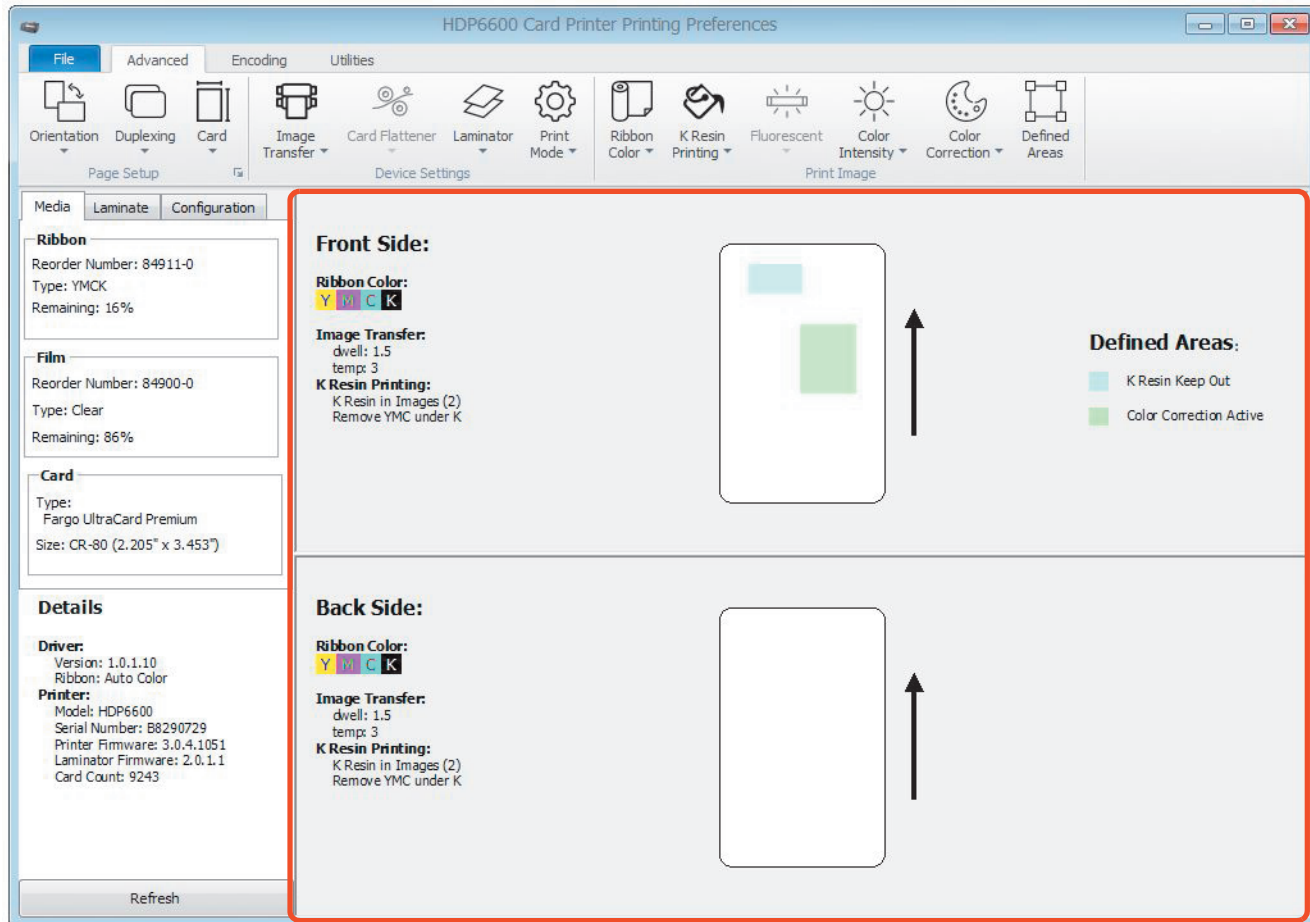 HDP6600 Card Printer Printing Preferences
File Advanced Encoding Utilities
Orientation Duplexing Card Image Transfer Card Flattener Laminator Print Mode Ribbon Color K Resin Printing Fluorescent Color Intensity Color Correction Defined Areas
Page Setup Device Settings Print Image
Media Laminate Configuration
Ribbon
Reorder Number: 84911-0
Type: YMCK
Remaining: 16%
Film
Reorder Number: 84900-0
Type: Clear
Remaining: 86%
Card
Type:
Fargo UltraCard Premium
Size: CR-80 (2.205" x 3.453")
Details
Driver:
Version: 1.0.1.10
Ribbon: Auto Color
Printer:
Model: HDP6600
Serial Number: B8290729
Printer Firmware: 3.0.4.1051
Laminator Firmware: 2.0.1.1
Card Count: 9243
Refresh
Front Side:
Ribbon Color:
Y M C K
Image Transfer:
dwell: 1.5
temp: 3
K Resin Printing:
K Resin in Images (2)
Remove YMC under K
Defined Areas:
K Resin Keep Out
Color Correction Active
Back Side:
Ribbon Color:
Y M C K
Image Transfer:
dwell: 1.5
temp: 3
K Resin Printing:
K Resin in Images (2)
Remove YMC under K